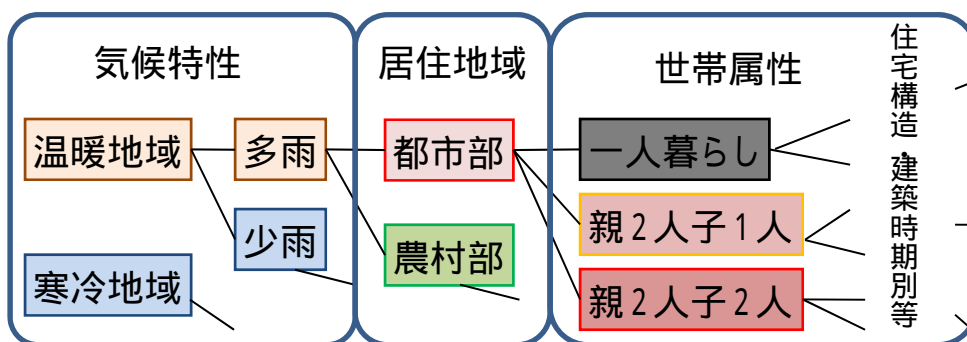 気候特性
温暖地域
多雨
少雨
寒冷地域
居住地域
都市部
農村部
世帯属性
一人暮らし
親2人子1人
親2人子2人
住宅構造・建築時期別等